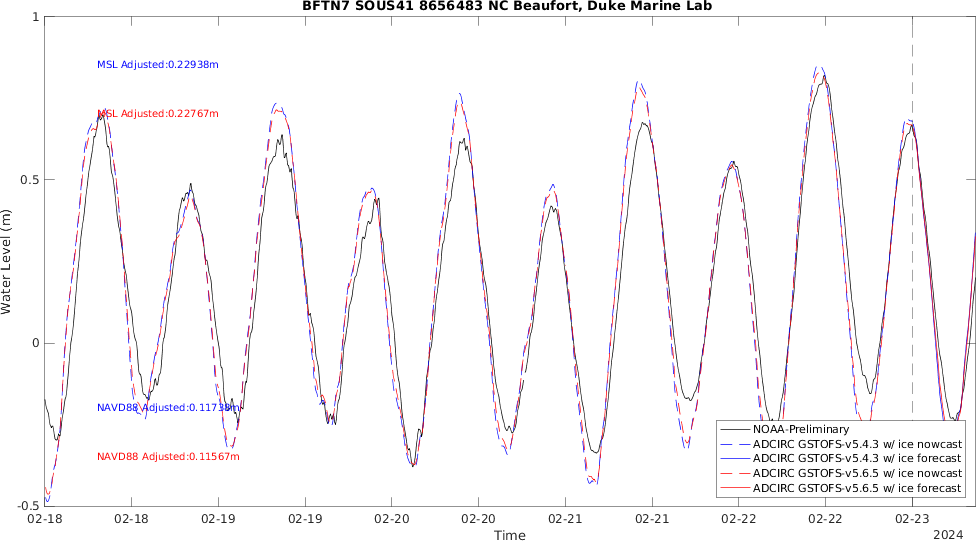 BFTN7 SOUS41 8656483 NC Beaufort, Duke Marine Lab
1
0.5
0
-0.5
Water Level (m)
MSL Adjusted:0.22938m
MSL Adjusted:0.22767m
NAVD88 Adjusted:0.11738m
NAVD88 Adjusted:0.11567m
NOAA-Preliminary
ADCIRC GSTOFS-v5.4.3 w/ ice nowcast
ADCIRC GSTOFS-v5.4.3 w/ ice forecast
ADCIRC GSTOFS-v5.6.5 w/ ice nowcast
ADCIRC GSTOFS-v5.6.5 w/ ice forecast
02-18 02-18 02-19 02-19 02-20 02-20 02-21 02-21 02-22 02-22 02-23
Time
2024